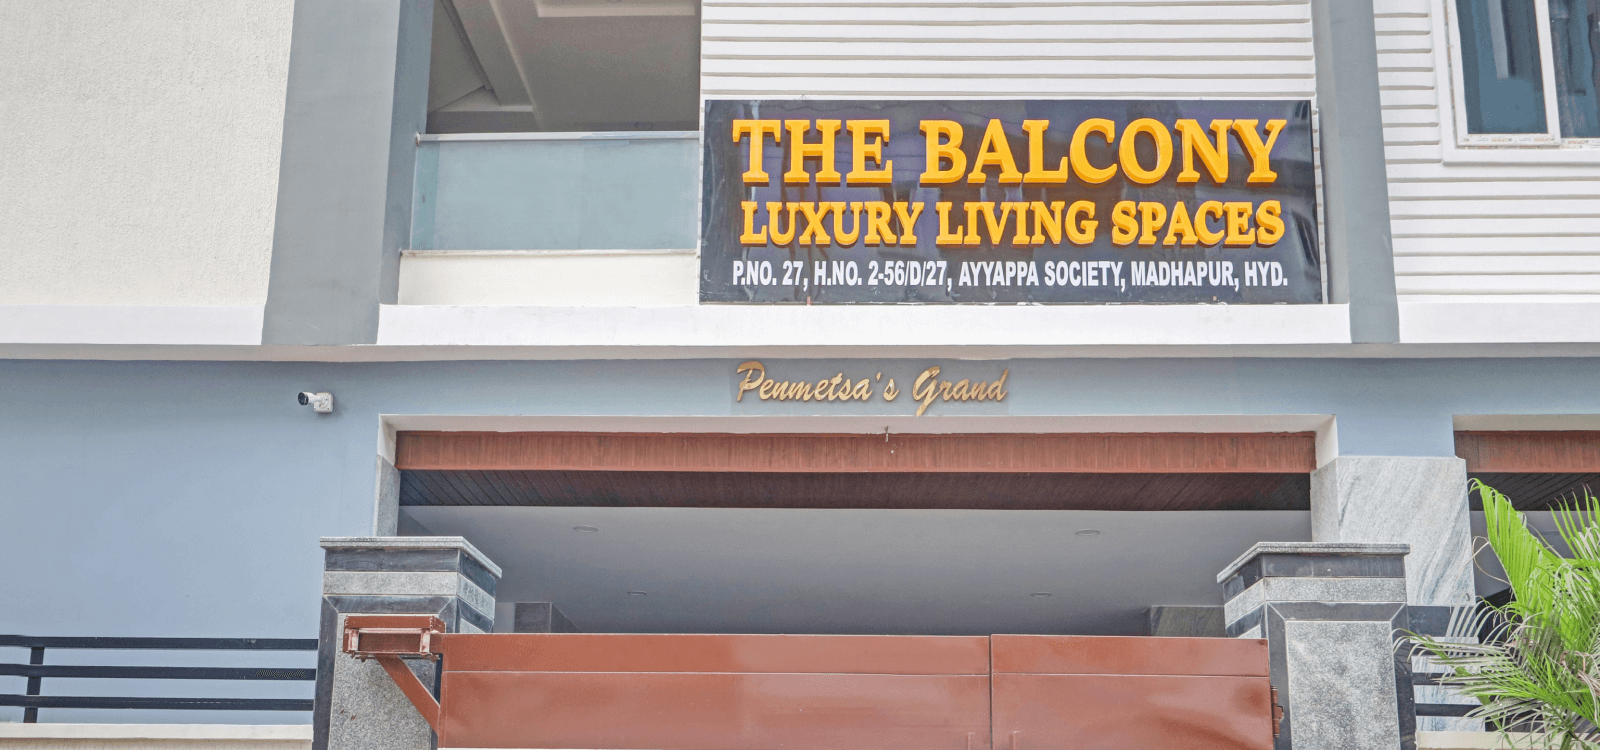 THE BALCONY
LUXURY LIVING SPACES
P.NO. 27, H.NO. 2-56/D/27, AYYAPPA SOCIETY, MADHAPUR, HYD.
Penmetsa's Grand